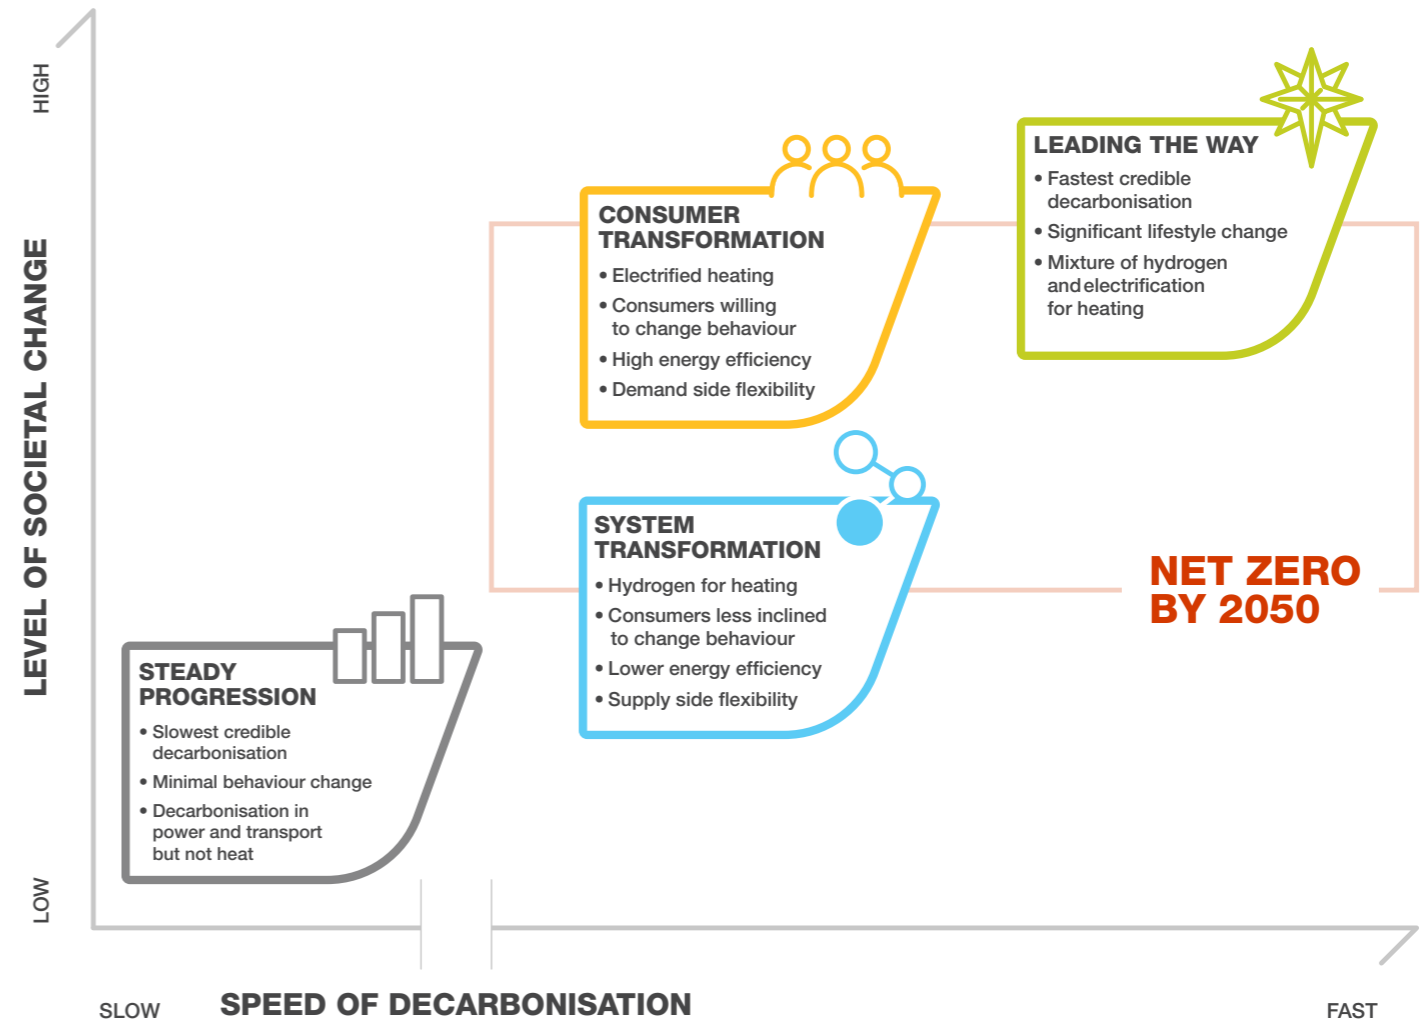 HIGH
LEVEL OF SOCIETAL CHANGE
LOW
LEADING THE WAY
• Fastest credible
decarbonisation
• Significant lifestyle change
• Mixture of hydrogen
and electrification
for heating
CONSUMER
TRANSFORMATION
• Electrified heating
• Consumers willing
to change behaviour
• High energy efficiency
• Demand side flexibility
SYSTEM
TRANSFORMATION
• Hydrogen for heating
• Consumers less inclined
to change behaviour
• Lower energy efficiency
• Supply side flexibility
NET ZERO
BY 2050
STEADY
PROGRESSION
• Slowest credible
decarbonisation
• Minimal behaviour change
• Decarbonisation in
power and transport
but not heat
SLOW
SPEED OF DECARBONISATION
FAST